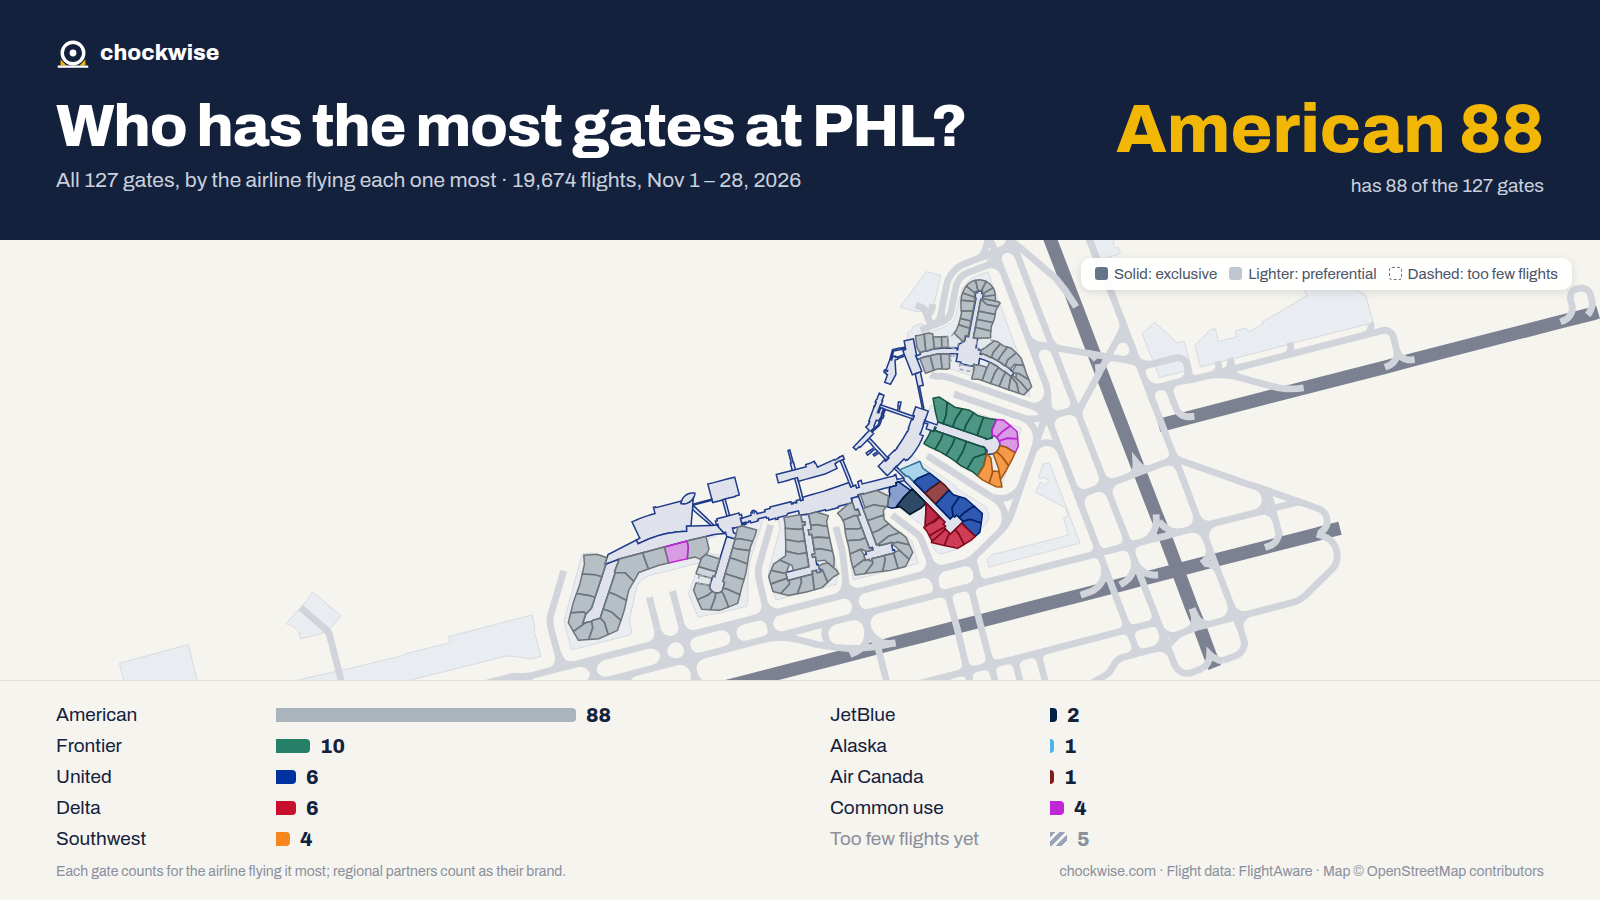 chockwise
Who has the most gates at PHL?
All 127 gates, by the airline flying each one most · 19,674 flights, Nov 1 – 28, 2026
American 88
has 88 of the 127 gates
Solid: exclusive
Lighter: preferential
Dashed: too few flights
American 88
Frontier 10
United 6
Delta 6
Southwest 4
JetBlue 2
Alaska 1
Air Canada 1
Common use 4
Too few flights yet 5
Each gate counts for the airline flying it most; regional partners count as their brand.
chockwise.com · Flight data: FlightAware · Map © OpenStreetMap contributors